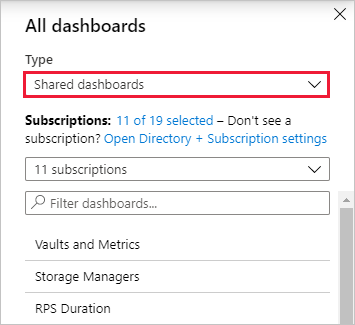 All dashboards
Type
Shared dashboards
Subscriptions: 11 of 19 selected – Don't see a
subscription? Open Directory + Subscription settings
11 subscriptions
Filter dashboards...
Vaults and Metrics
Storage Managers
RPS Duration